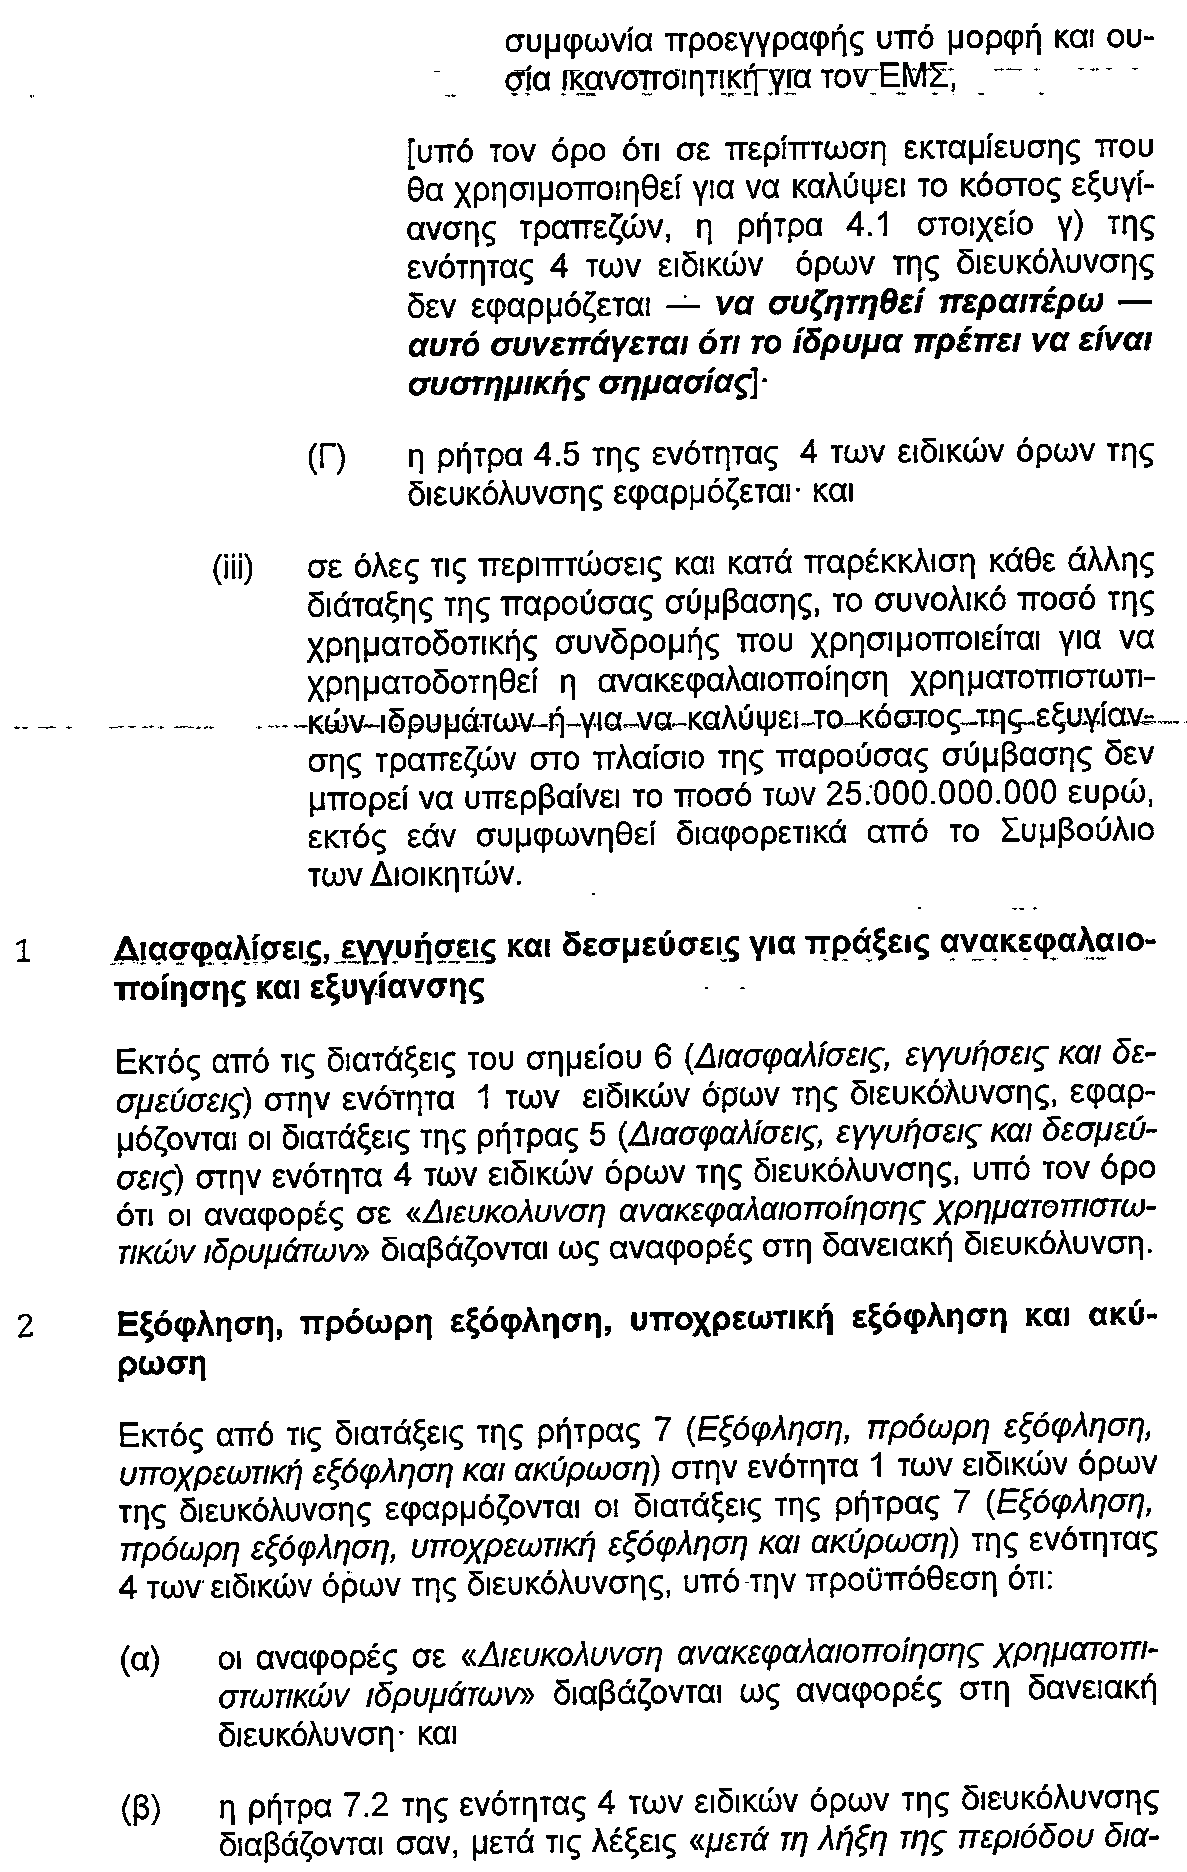 συμφωνία προεγγραφής υπό μορφή και ου-
σία ικανοποιητική για τον ΕΜΣ,
[υπό τον όρο ότι σε περίπτωση εκταμίευσης που
θα χρησιμοποιηθεί για να καλύψει το κόστος εξυγί-
ανσης τραπεζών, η ρήτρα 4.1 στοιχείο γ) της
ενότητας 4 των ειδικών όρων της διευκόλυνσης
δεν εφαρμόζεται — να συζητηθεί περαιτέρω —
αυτό συνεπάγεται ότι το ίδρυμα πρέπει να είναι
συστημικής σημασίας]·
(Γ) η ρήτρα 4.5 της ενότητας 4 των ειδικών όρων της
διευκόλυνσης εφαρμόζεται· και
(iii) σε όλες τις περιπτώσεις και κατά παρέκκλιση κάθε άλλης
διάταξης της παρούσας σύμβασης, το συνολικό ποσό της
χρηματοδοτικής συνδρομής που χρησιμοποιείται για να
χρηματοδοτηθεί η ανακεφαλαιοποίηση χρηματοπιστωτι-
κών ιδρυμάτων ή για να καλύψει το κόστος της εξυγίαν-
σης τραπεζών στο πλαίσιο της παρούσας σύμβασης δεν
μπορεί να υπερβαίνει το ποσό των 25.000.000.000 ευρώ,
εκτός εάν συμφωνηθεί διαφορετικά από το Συμβούλιο
των Διοικητών.
1 Διασφαλίσεις, εγγυήσεις και δεσμεύσεις για πράξεις ανακεφαλαιο-
ποίησης και εξυγίανσης
Εκτός από τις διατάξεις του σημείου 6 (Διασφαλίσεις, εγγυήσεις και δε-
σμεύσεις) στην ενότητα 1 των ειδικών όρων της διευκόλυνσης, εφαρ-
μόζονται οι διατάξεις της ρήτρας 5 (Διασφαλίσεις, εγγυήσεις και δεσμεύ-
σεις) στην ενότητα 4 των ειδικών όρων της διευκόλυνσης, υπό τον όρο
ότι οι αναφορές σε «Διευκολυνση ανακεφαλαιοποίησης χρηματοπιστω-
τικών ιδρυμάτων» διαβάζονται ως αναφορές στη δανειακή διευκόλυνση.
2 Εξόφληση, πρόωρη εξόφληση, υποχρεωτική εξόφληση και ακύ-
ρωση
Εκτός από τις διατάξεις της ρήτρας 7 (Εξόφληση, πρόωρη εξόφληση,
υποχρεωτική εξόφληση και ακύρωση) στην ενότητα 1 των ειδικών όρων
της διευκόλυνσης εφαρμόζονται οι διατάξεις της ρήτρας 7 (Εξόφληση,
πρόωρη εξόφληση, υποχρεωτική εξόφληση και ακύρωση) της ενότητας
4 των ειδικών όρων της διευκόλυνσης, υπό την προϋπόθεση ότι:
(α) οι αναφορές σε «Διευκολυνση ανακεφαλαιοποίησης χρηματοπι-
στωτικών ιδρυμάτων» διαβάζονται ως αναφορές στη δανειακή
διευκόλυνση· και
(β) η ρήτρα 7.2 της ενότητας 4 των ειδικών όρων της διευκόλυνσης
διαβάζονται σαν, μετά τις λέξεις «μετά τη λήξη της περιόδου δια-